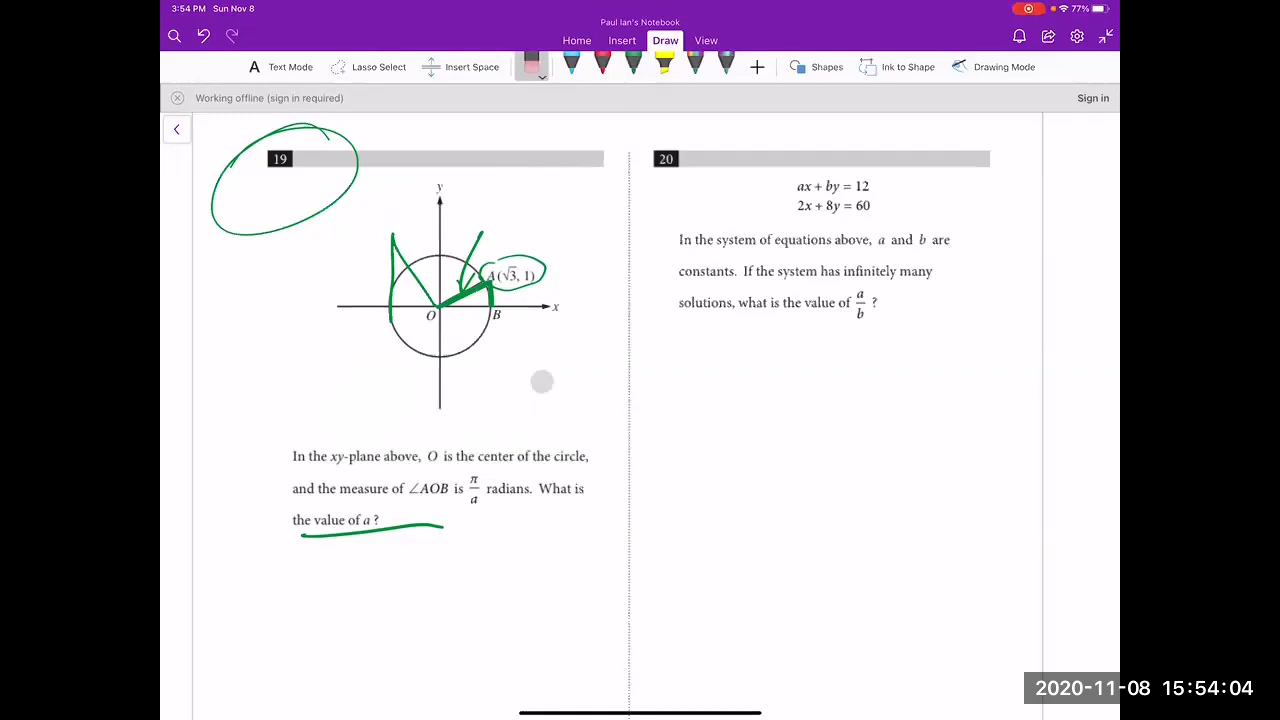 3:54 PM Sun Nov 8
77%
Paul Ian's Notebook
Home Insert Draw View
A Text Mode Lasso Select Insert Space Shapes Ink to Shape Drawing Mode
Working offline (sign in required) Sign in
19
y
A(√3, 1)
O B x
In the xy-plane above, O is the center of the circle,
and the measure of ∠AOB is π/a radians. What is
the value of a ?
20
ax + by = 12
2x + 8y = 60
In the system of equations above, a and b are
constants. If the system has infinitely many
solutions, what is the value of a/b ?
2020-11-08 15:54:04